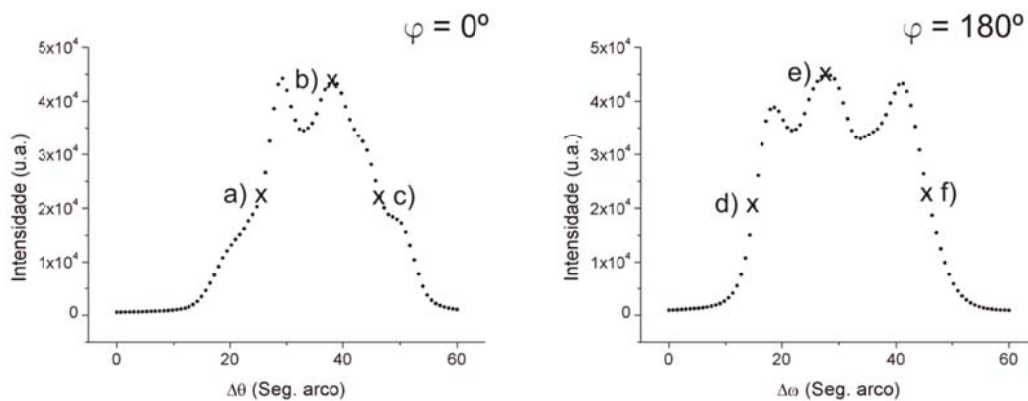 φ = 0º
5x10⁴
4x10⁴
3x10⁴
2x10⁴
1x10⁴
0
Intensidade (u.a.)
a) x
b) x
x c)
0 20 40 60
Δθ (Seg. arco)
φ = 180º
5x10⁴
4x10⁴
3x10⁴
2x10⁴
1x10⁴
0
Intensidade (u.a.)
d) x
e) x
x f)
0 20 40 60
Δω (Seg. arco)